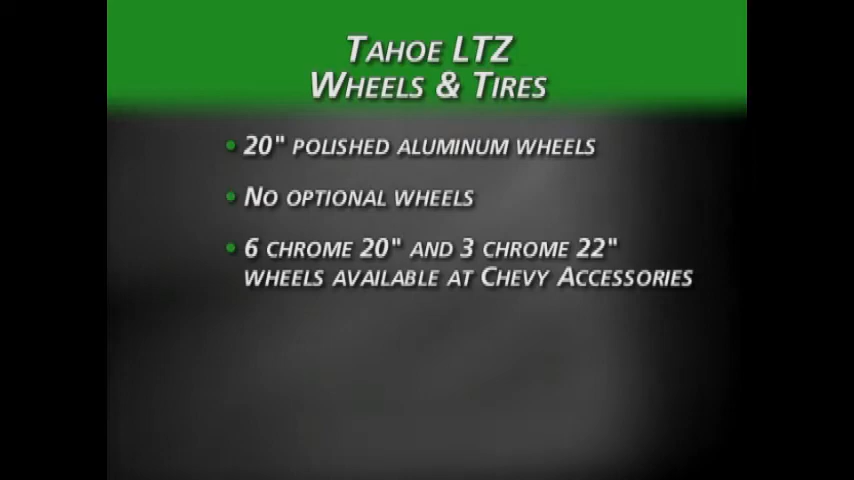 TAHOE LTZ
WHEELS & TIRES
• 20" POLISHED ALUMINUM WHEELS
• NO OPTIONAL WHEELS
• 6 CHROME 20" AND 3 CHROME 22"
WHEELS AVAILABLE AT CHEVY ACCESSORIES